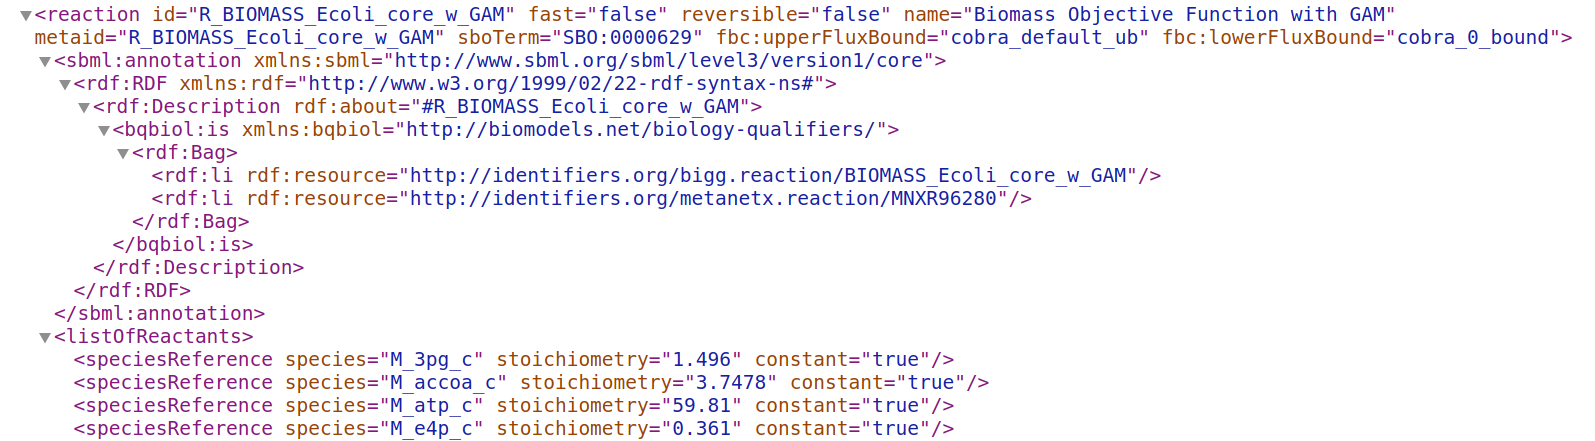 <reaction id="R_BIOMASS_Ecoli_core_w_GAM" fast="false" reversible="false" name="Biomass Objective Function with GAM"
metaid="R_BIOMASS_Ecoli_core_w_GAM" sboTerm="SBO:0000629" fbc:upperFluxBound="cobra_default_ub" fbc:lowerFluxBound="cobra_0_bound">
<sbml:annotation xmlns:sbml="http://www.sbml.org/sbml/level3/version1/core">
<rdf:RDF xmlns:rdf="http://www.w3.org/1999/02/22-rdf-syntax-ns#">
<rdf:Description rdf:about="#R_BIOMASS_Ecoli_core_w_GAM">
<bqbiol:is xmlns:bqbiol="http://biomodels.net/biology-qualifiers/">
<rdf:Bag>
<rdf:li rdf:resource="http://identifiers.org/bigg.reaction/BIOMASS_Ecoli_core_w_GAM"/>
<rdf:li rdf:resource="http://identifiers.org/metanetx.reaction/MNXR96280"/>
</rdf:Bag>
</bqbiol:is>
</rdf:Description>
</rdf:RDF>
</sbml:annotation>
<listOfReactants>
<speciesReference species="M_3pg_c" stoichiometry="1.496" constant="true"/>
<speciesReference species="M_accoa_c" stoichiometry="3.7478" constant="true"/>
<speciesReference species="M_atp_c" stoichiometry="59.81" constant="true"/>
<speciesReference species="M_e4p_c" stoichiometry="0.361" constant="true"/>